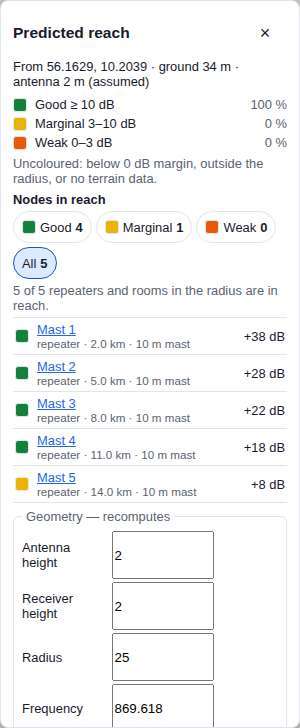 Predicted reach ×
From 56.1629, 10.2039 · ground 34 m ·
antenna 2 m (assumed)
Good ≥ 10 dB 100 %
Marginal 3–10 dB 0 %
Weak 0–3 dB 0 %
Uncoloured: below 0 dB margin, outside the
radius, or no terrain data.
Nodes in reach
Good 4 Marginal 1 Weak 0
All 5
5 of 5 repeaters and rooms in the radius are in
reach.
Mast 1 +38 dB
repeater · 2.0 km · 10 m mast
Mast 2 +28 dB
repeater · 5.0 km · 10 m mast
Mast 3 +22 dB
repeater · 8.0 km · 10 m mast
Mast 4 +18 dB
repeater · 11.0 km · 10 m mast
Mast 5 +8 dB
repeater · 14.0 km · 10 m mast
Geometry — recomputes
Antenna
height 2
Receiver
height 2
Radius 25
Frequency 869.618